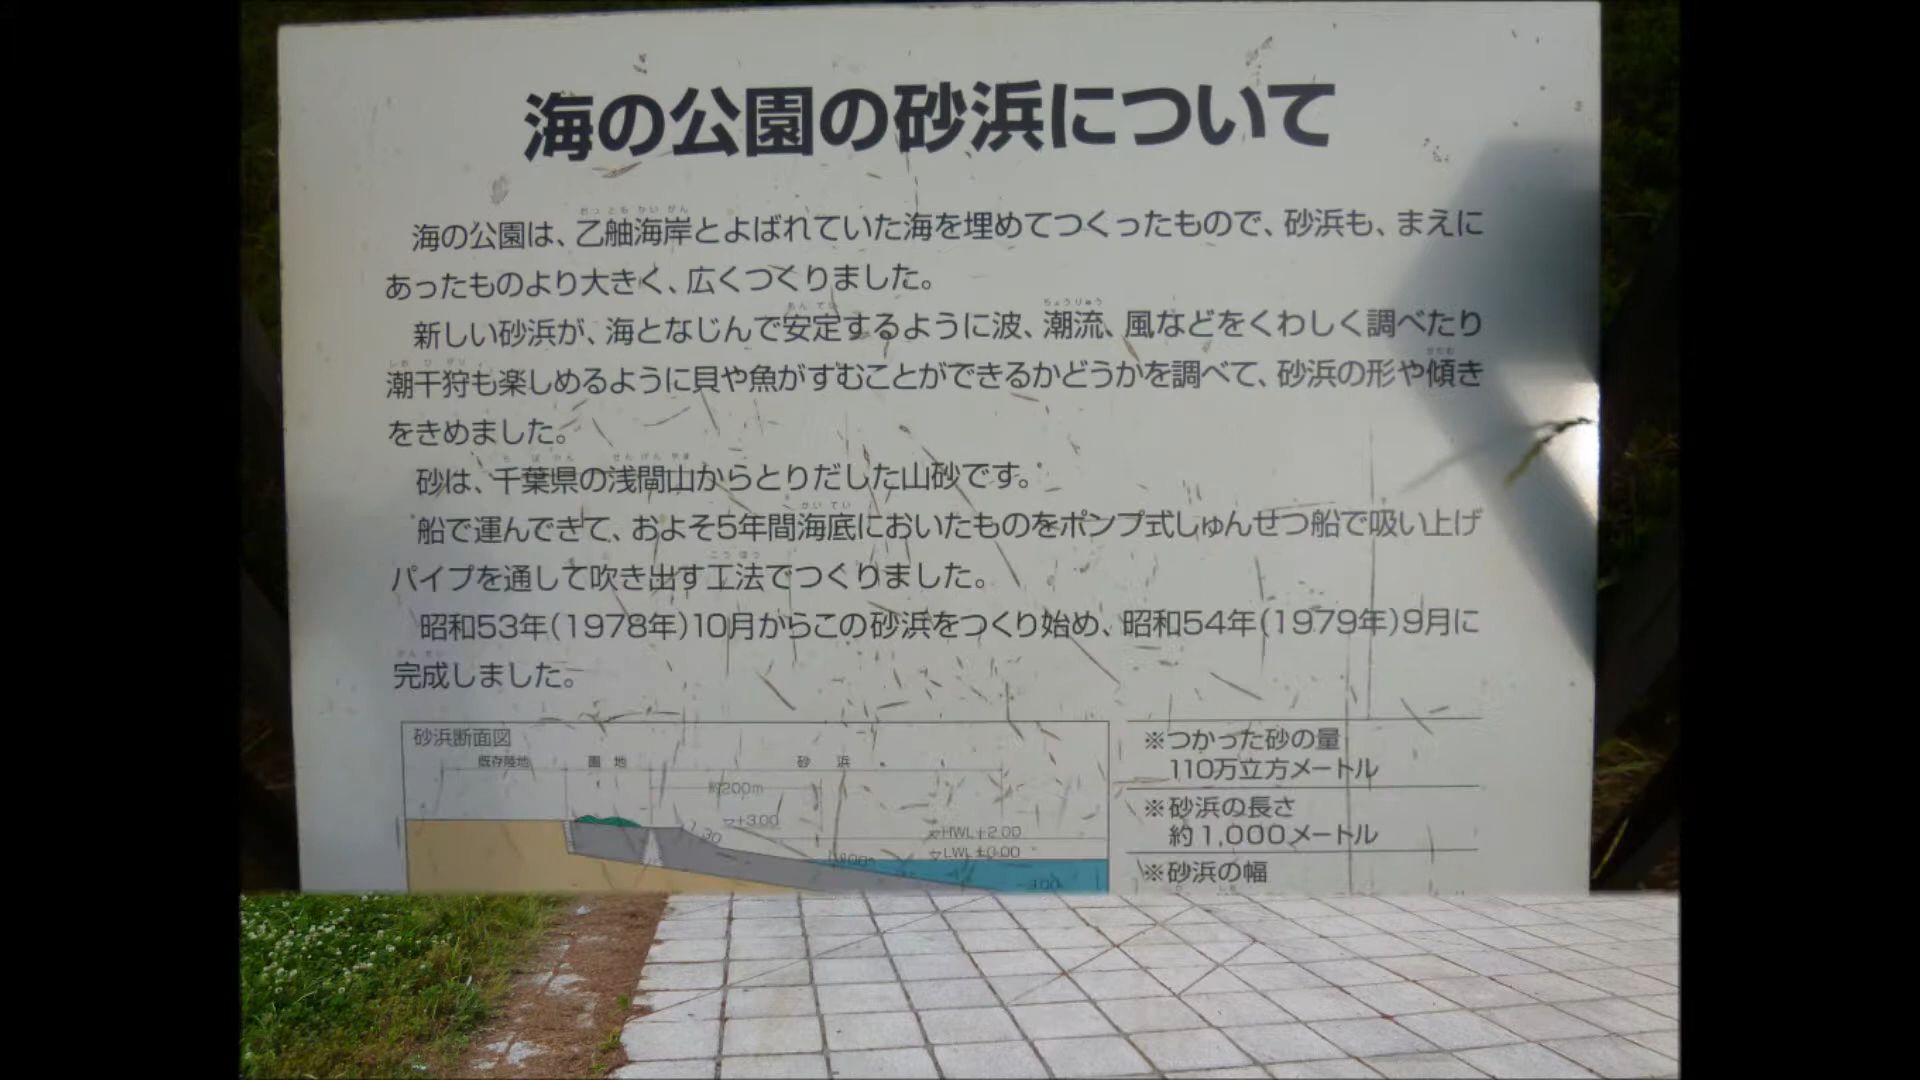 海の公園の砂浜について
海の公園は、乙舳海岸とよばれていた海を埋めてつくったもので、砂浜も、まえに
あったものより大きく、広くつくりました。
新しい砂浜が、海となじんで安定するように波、潮流、風などをくわしく調べたり
潮干狩も楽しめるように貝や魚がすむことができるかどうかを調べて、砂浜の形や傾き
をきめました。
砂は、千葉県の浅間山からとりだした山砂です。
船で運んできて、およそ5年間海底においたものをポンプ式しゅんせつ船で吸い上げ
パイプを通して吹き出す工法でつくりました。
昭和53年(1978年)10月からこの砂浜をつくり始め、昭和54年(1979年)9月に
完成しました。
砂浜断面図
既存陸地 園地 砂浜
約200m
▽+3.00
▽HWL+2.00
▽LWL±0.00
※つかった砂の量
110万立方メートル
※砂浜の長さ
約1,000メートル
※砂浜の幅